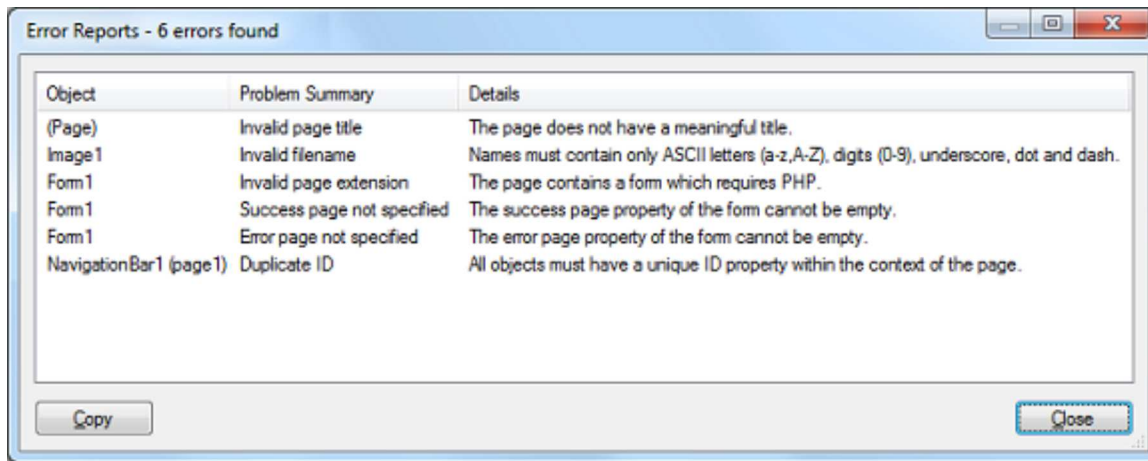 Error Reports - 6 errors found
Object Problem Summary Details
(Page) Invalid page title The page does not have a meaningful title.
Image1 Invalid filename Names must contain only ASCII letters (a-z,A-Z), digits (0-9), underscore, dot and dash.
Form1 Invalid page extension The page contains a form which requires PHP.
Form1 Success page not specified The success page property of the form cannot be empty.
Form1 Error page not specified The error page property of the form cannot be empty.
NavigationBar1 (page1) Duplicate ID All objects must have a unique ID property within the context of the page.
Copy Close